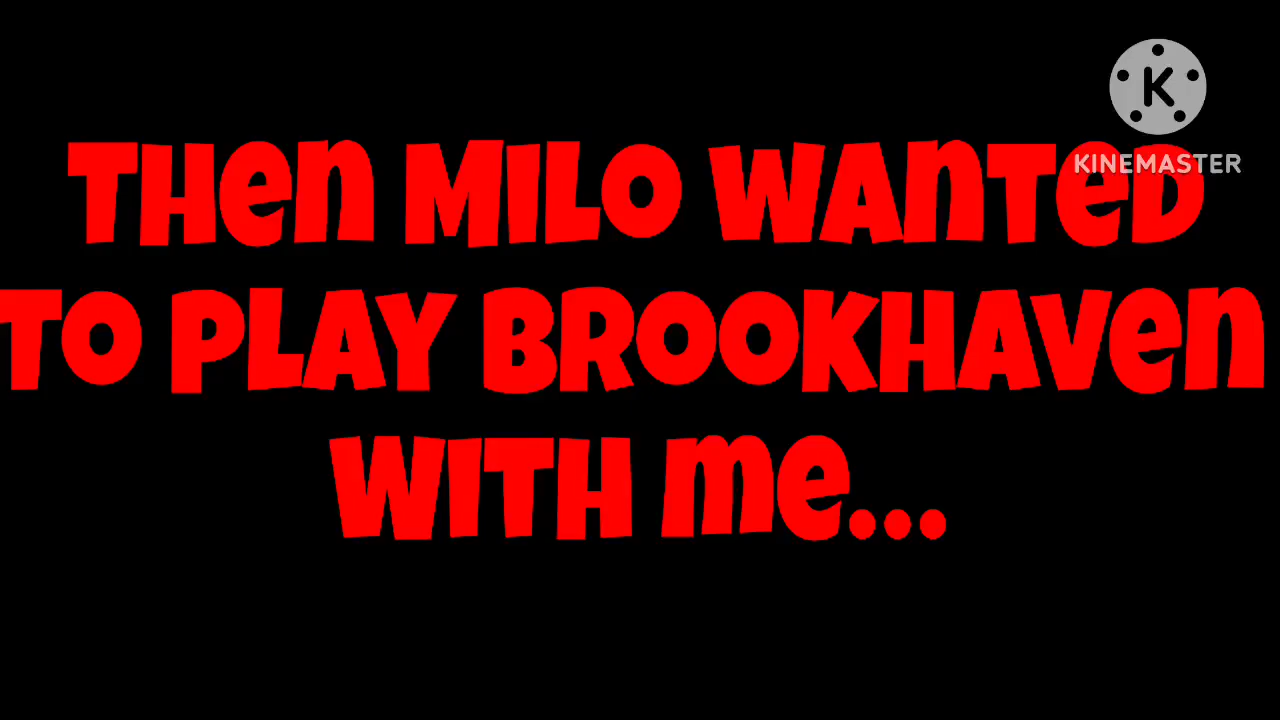 K
KINEMASTER
THen MILO WANTeD
TO PLAY BROOKHAVen
WITH me...